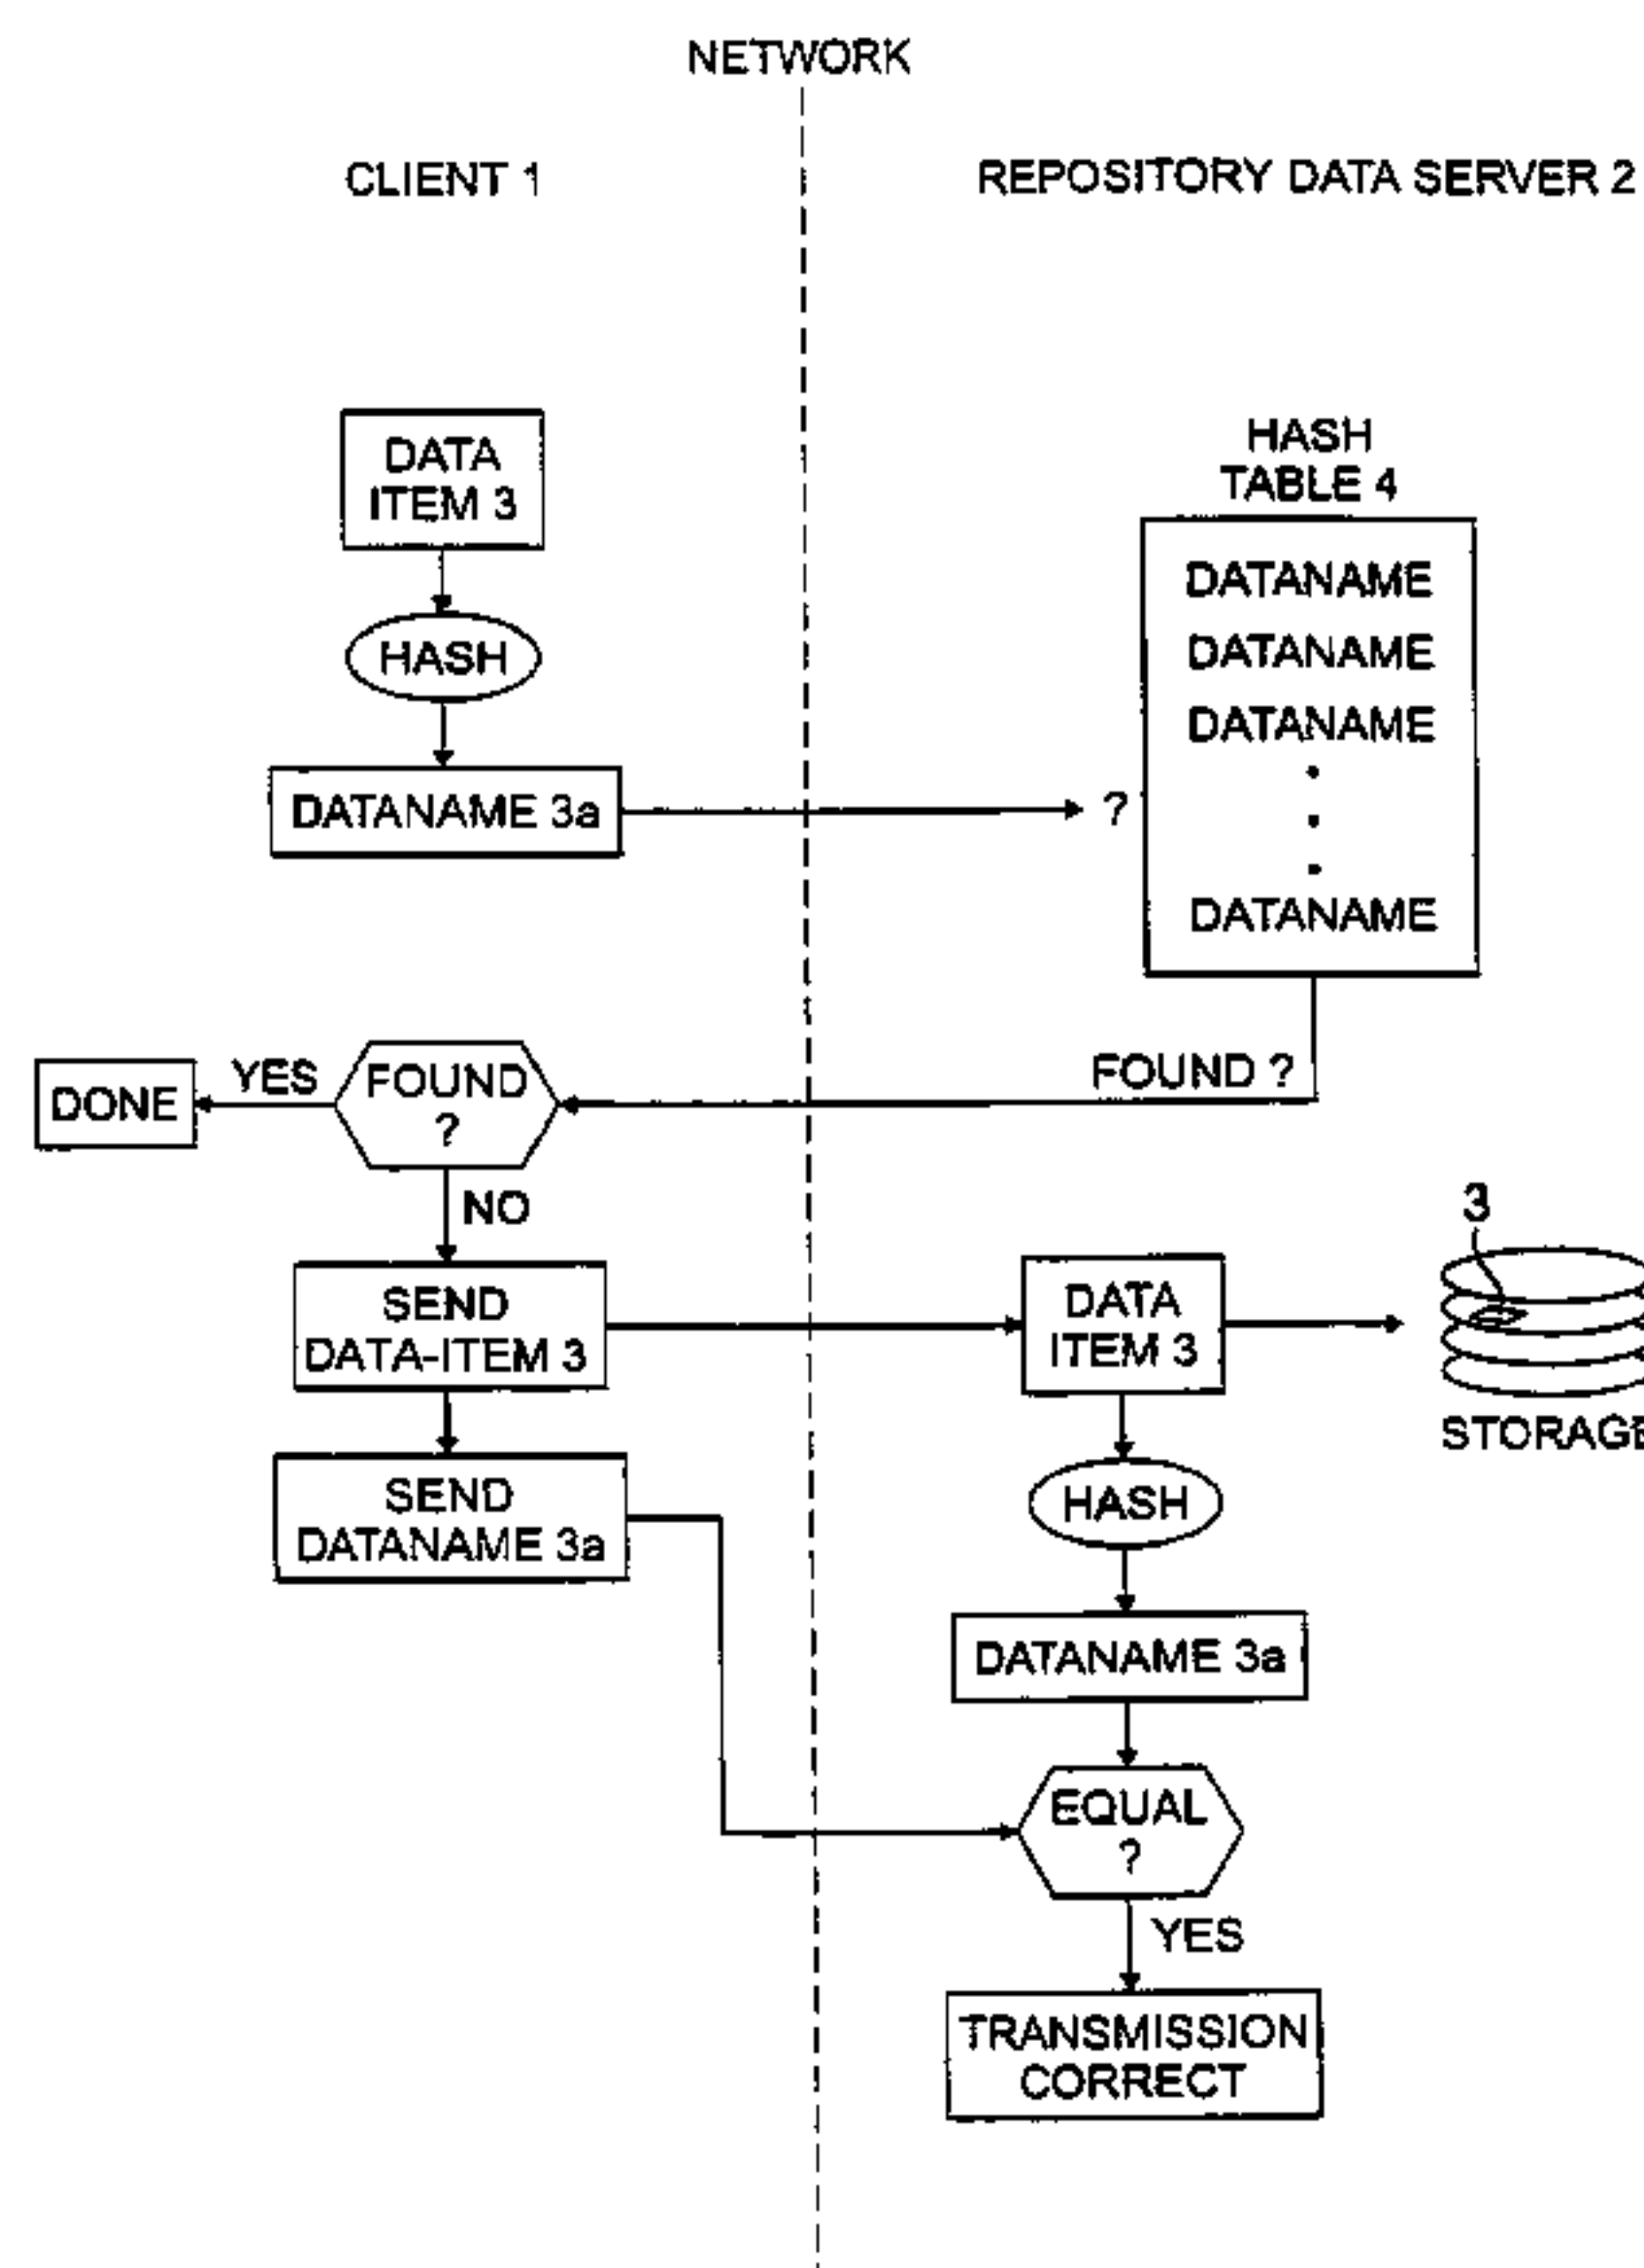 NETWORK
CLIENT 1
REPOSITORY DATA SERVER 2
DATA
ITEM 3
HASH
DATANAME 3a
HASH
TABLE 4
DATANAME
DATANAME
DATANAME
DATANAME
?
FOUND ?
FOUND
?
YES
DONE
NO
SEND
DATA-ITEM 3
SEND
DATANAME 3a
DATA
ITEM 3
3
STORAGE
HASH
DATANAME 3a
EQUAL
?
YES
TRANSMISSION
CORRECT